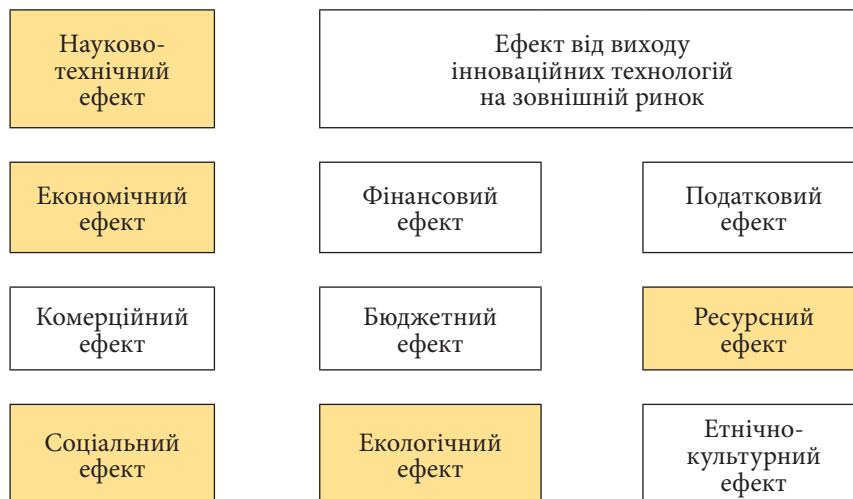 Науково-
технічний
ефект
Ефект від виходу
інноваційних технологій
на зовнішній ринок
Економічний
ефект
Фінансовий
ефект
Податковий
ефект
Комерційний
ефект
Бюджетний
ефект
Ресурсний
ефект
Соціальний
ефект
Екологічний
ефект
Етнічно-
культурний
ефект